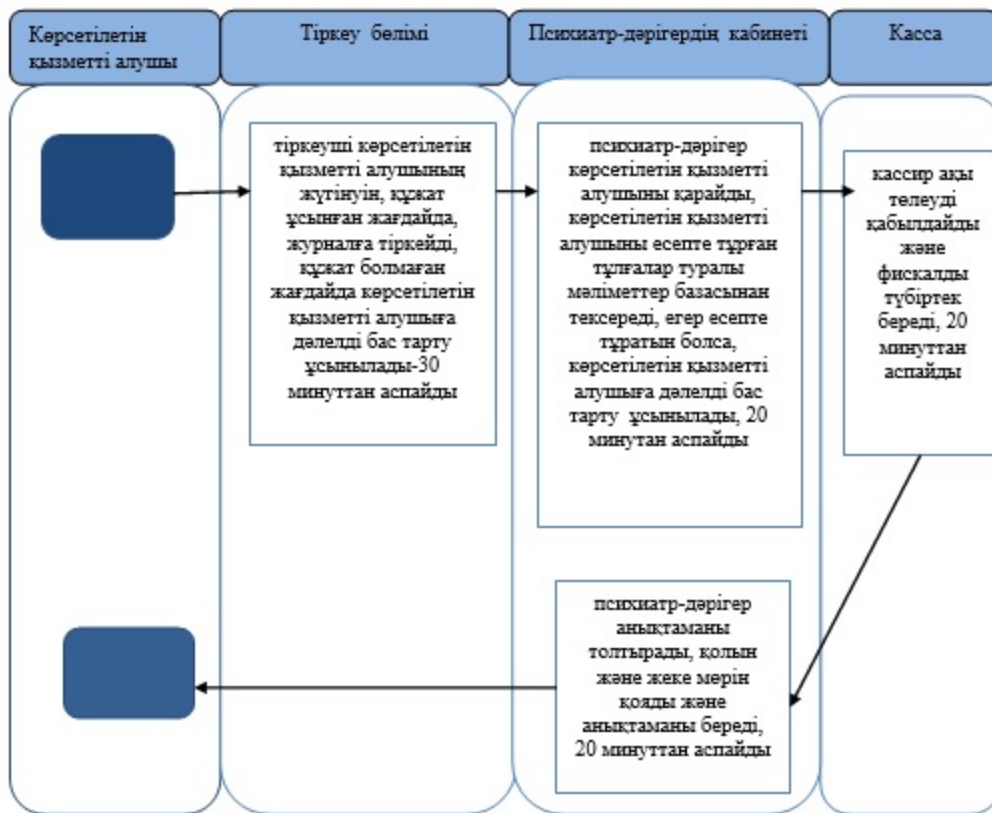 Көрсетілетін
қызметті алушы
Тіркеу бөлімі
Психиатр-дәрігердің кабинеті
Касса
тіркеуші көрсетілетін
қызметті алушының
жүгінуін, құжат
ұсынған жағдайда,
журналға тіркейді,
құжат болмаған
жағдайда көрсетілетін
қызметті алушыға
дәлелді бас тарту
ұсынылады-30
минуттан аспайды
психиатр-дәрігер
көрсетілетін қызметті
алушыны қарайды,
көрсетілетін қызметті
алушыны есепте тұрған
тұлғалар туралы
мәліметтер базасынан
тексереді, егер есепте
тұратын болса,
көрсетілетін қызметті
алушыға дәлелді бас
тарту ұсынылады, 20
минутан аспайды
кассир ақы
төлеуді
қабылдайды
және
фискалды
түбіртек
береді, 20
минуттан
аспайды
психиатр-дәрігер
анықтаманы
толтырады, қолын
және жеке мөрін
қояды және
анықтаманы береді,
20 минуттан аспайды